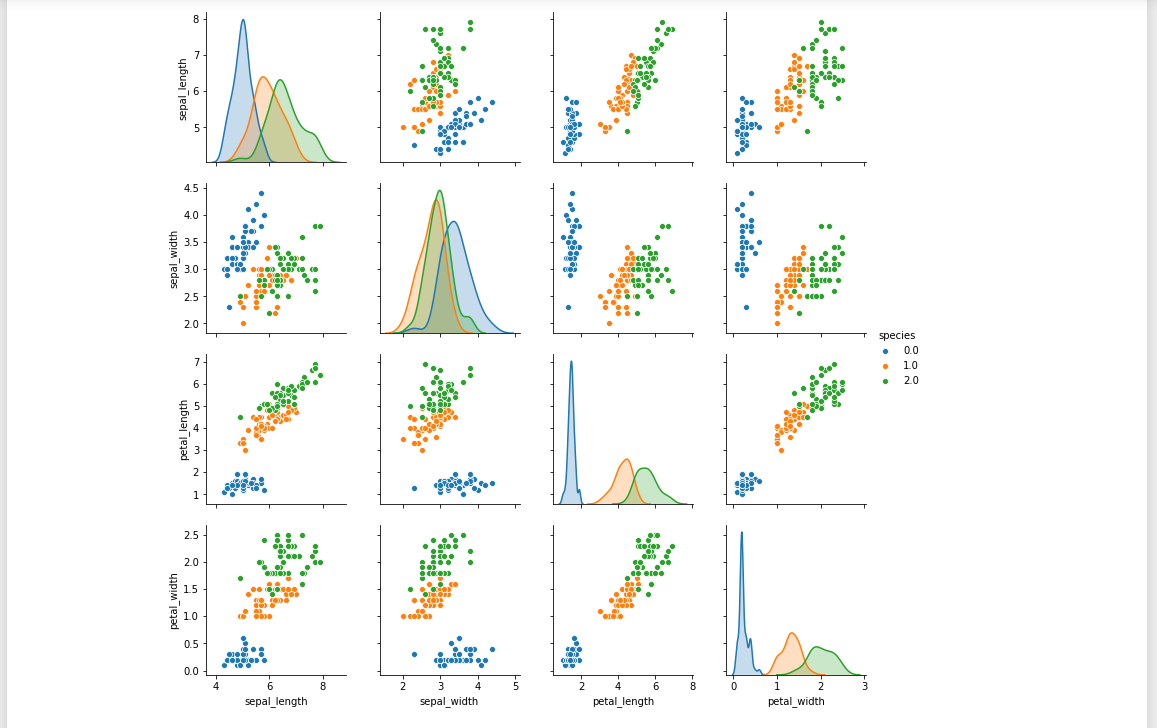 8
7
6
5
sepal_length
4.5
4.0
3.5
3.0
2.5
2.0
sepal_width
species
0.0
1.0
2.0
7
6
5
4
3
2
1
petal_length
2.5
2.0
1.5
1.0
0.5
0.0
petal_width
4 6 8
2 3 4 5
2 4 6 8
0 1 2 3
sepal_length
sepal_width
petal_length
petal_width